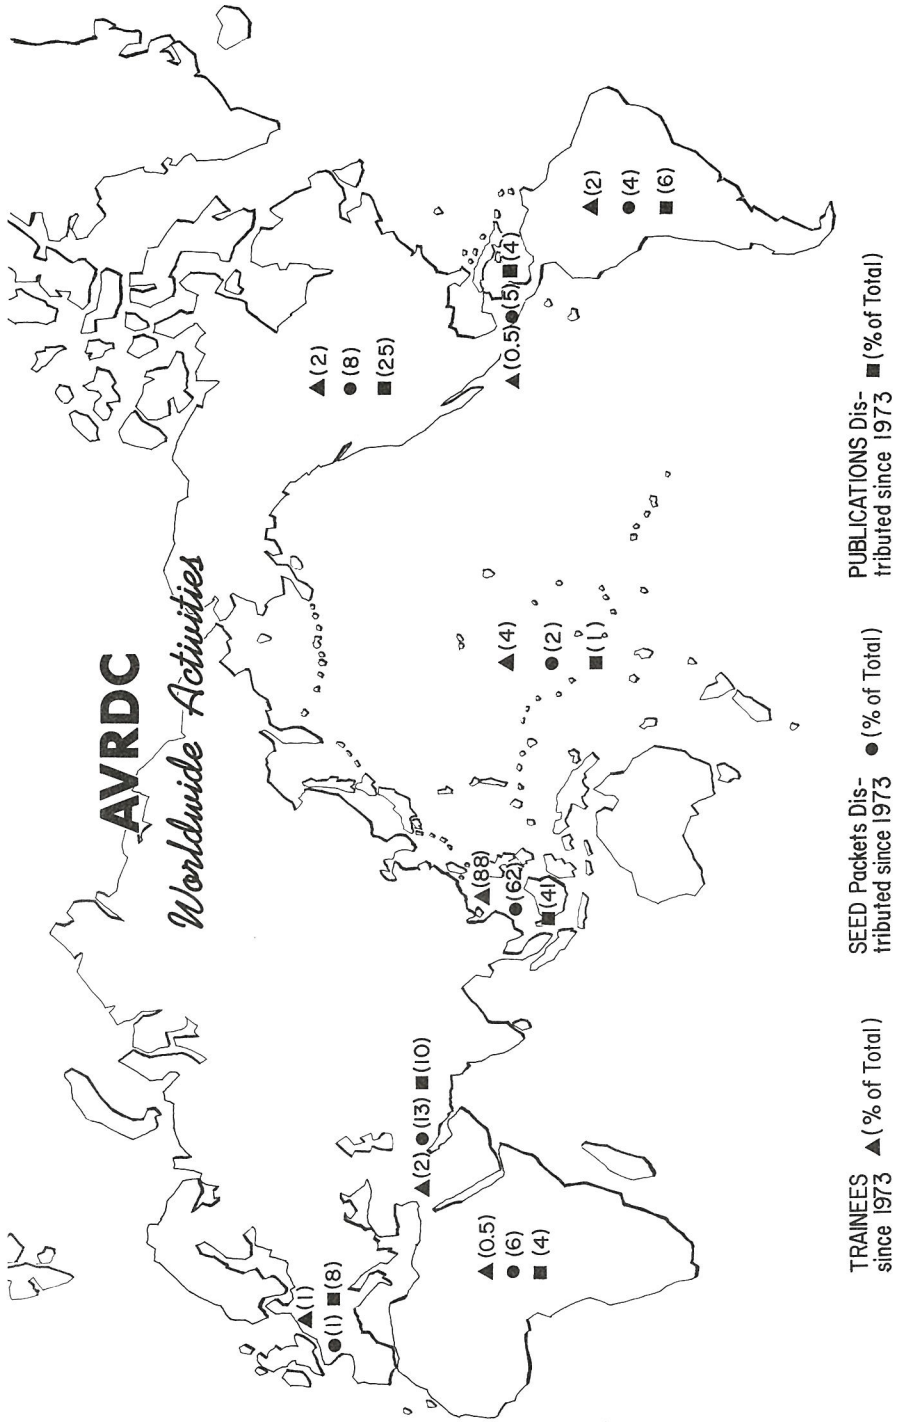 AVRDC
Worldwide Activities
▲(1)
●(1) ■(8)
▲(2) ●(13) ■(10)
▲(0.5)
●(6)
■(4)
▲(88)
●(62)
■(41)
▲(4)
●(2)
■(1)
▲(2)
●(8)
■(25)
▲(0.5) ●(5) ■(4)
▲(2)
●(4)
■(6)
TRAINEES
since 1973 ▲(% of Total)
SEED Packets Dis-
tributed since 1973 ●(% of Total)
PUBLICATIONS Dis-
tributed since 1973 ■(% of Total)